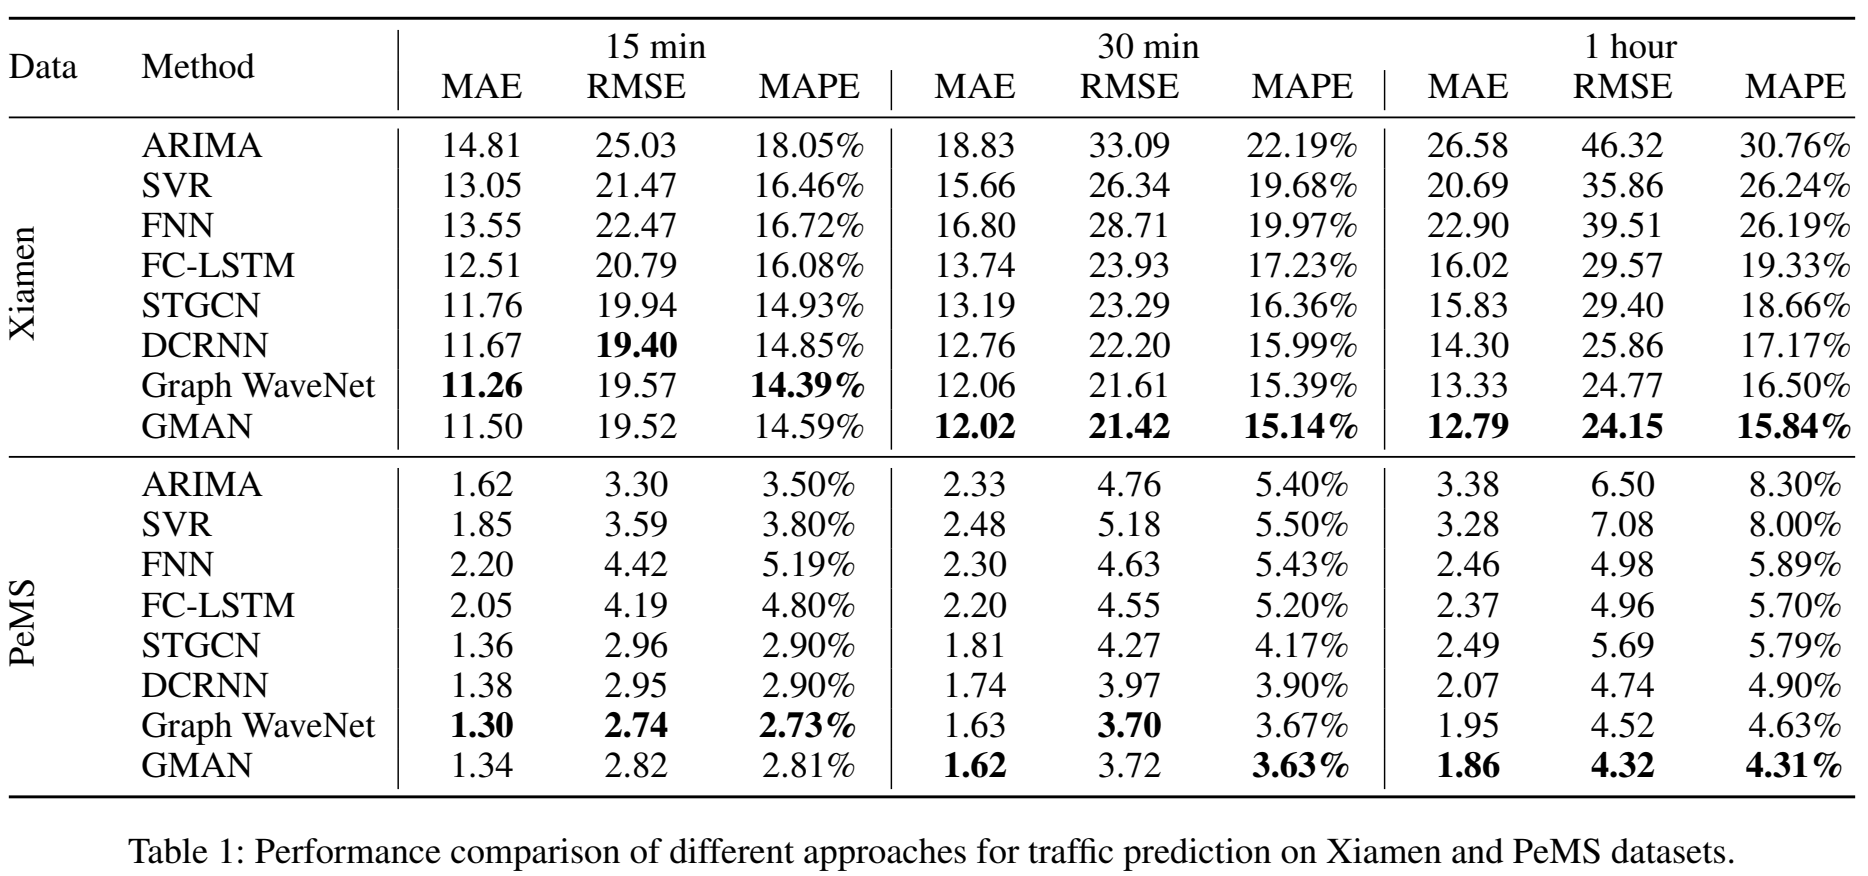 Data Method 15 min 30 min 1 hour
MAE RMSE MAPE MAE RMSE MAPE MAE RMSE MAPE
Xiamen
ARIMA 14.81 25.03 18.05% 18.83 33.09 22.19% 26.58 46.32 30.76%
SVR 13.05 21.47 16.46% 15.66 26.34 19.68% 20.69 35.86 26.24%
FNN 13.55 22.47 16.72% 16.80 28.71 19.97% 22.90 39.51 26.19%
FC-LSTM 12.51 20.79 16.08% 13.74 23.93 17.23% 16.02 29.57 19.33%
STGCN 11.76 19.94 14.93% 13.19 23.29 16.36% 15.83 29.40 18.66%
DCRNN 11.67 19.40 14.85% 12.76 22.20 15.99% 14.30 25.86 17.17%
Graph WaveNet 11.26 19.57 14.39% 12.06 21.61 15.39% 13.33 24.77 16.50%
GMAN 11.50 19.52 14.59% 12.02 21.42 15.14% 12.79 24.15 15.84%
PeMS
ARIMA 1.62 3.30 3.50% 2.33 4.76 5.40% 3.38 6.50 8.30%
SVR 1.85 3.59 3.80% 2.48 5.18 5.50% 3.28 7.08 8.00%
FNN 2.20 4.42 5.19% 2.30 4.63 5.43% 2.46 4.98 5.89%
FC-LSTM 2.05 4.19 4.80% 2.20 4.55 5.20% 2.37 4.96 5.70%
STGCN 1.36 2.96 2.90% 1.81 4.27 4.17% 2.49 5.69 5.79%
DCRNN 1.38 2.95 2.90% 1.74 3.97 3.90% 2.07 4.74 4.90%
Graph WaveNet 1.30 2.74 2.73% 1.63 3.70 3.67% 1.95 4.52 4.63%
GMAN 1.34 2.82 2.81% 1.62 3.72 3.63% 1.86 4.32 4.31%
Table 1: Performance comparison of different approaches for traffic prediction on Xiamen and PeMS datasets.